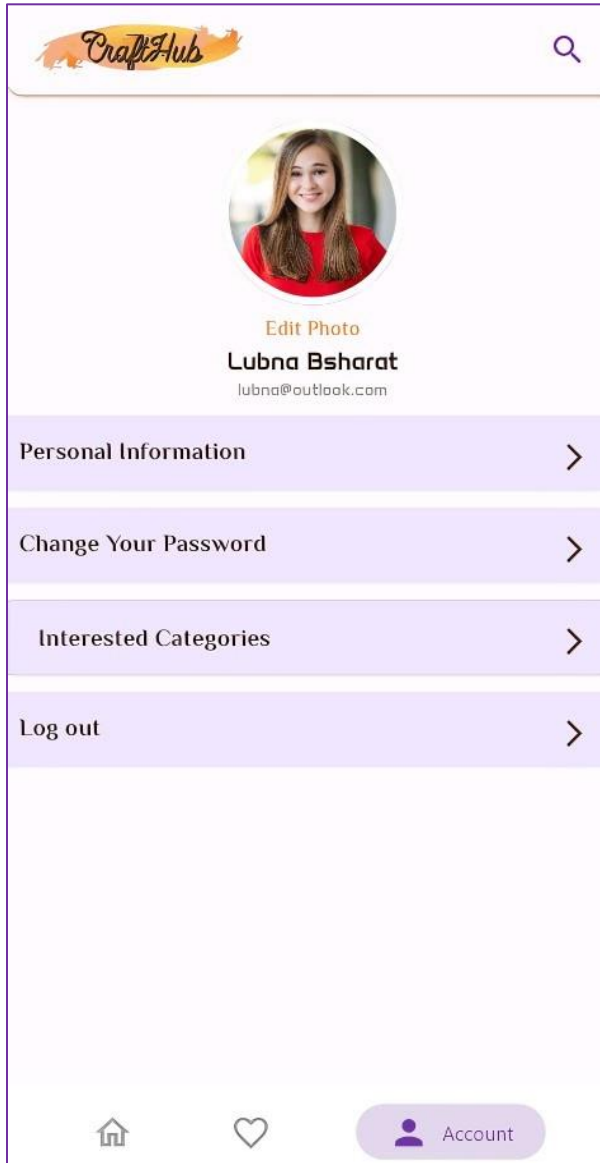 CraftHub
Edit Photo
Lubna Bsharat
lubna@outlook.com
Personal Information
Change Your Password
Interested Categories
Log out
Account